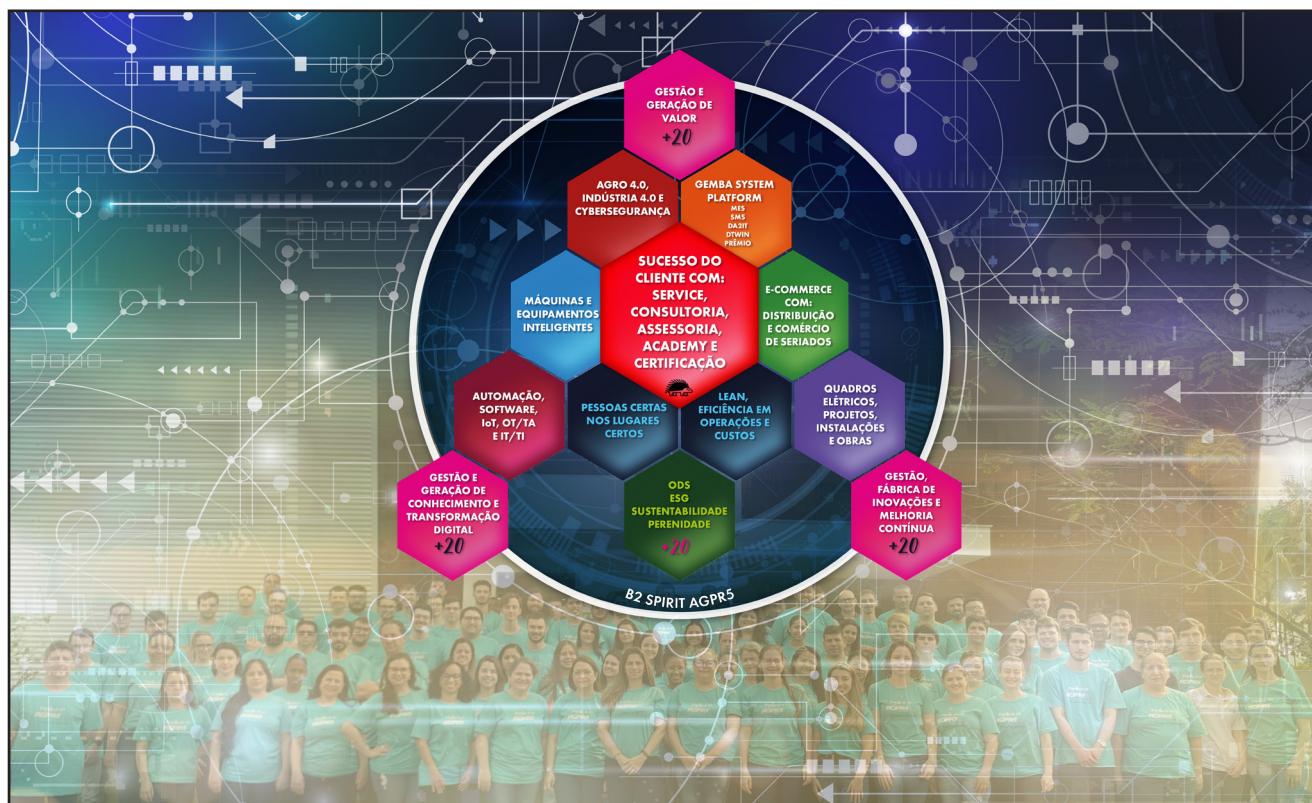 GESTÃO E
GERAÇÃO DE
VALOR
+20
AGRO 4.0,
INDÚSTRIA 4.0 E
CYBERSEGURANÇA
GEMBA SYSTEM
PLATFORM
MES
SMS
DA2IT
DTWIN
PRÊMIO
MÁQUINAS E
EQUIPAMENTOS
INTELIGENTES
SUCESSO DO
CLIENTE COM:
SERVICE,
CONSULTORIA,
ASSESSORIA,
ACADEMY E
CERTIFICAÇÃO
E-COMMERCE
COM:
DISTRIBUIÇÃO
E COMÉRCIO
DE SERIADOS
AUTOMAÇÃO,
SOFTWARE,
IoT, OT/TA
E IT/TI
PESSOAS CERTAS
NOS LUGARES
CERTOS
LEAN,
EFICIÊNCIA EM
OPERAÇÕES E
CUSTOS
QUADROS
ELÉTRICOS,
PROJETOS,
INSTALAÇÕES
E OBRAS
GESTÃO E
GERAÇÃO DE
CONHECIMENTO E
TRANSFORMAÇÃO
DIGITAL
+20
ODS
ESG
SUSTENTABILIDADE
PERENIDADE
+20
GESTÃO,
FÁBRICA DE
INOVAÇÕES E
MELHORIA
CONTÍNUA
+20
B2 SPIRIT AGPR5